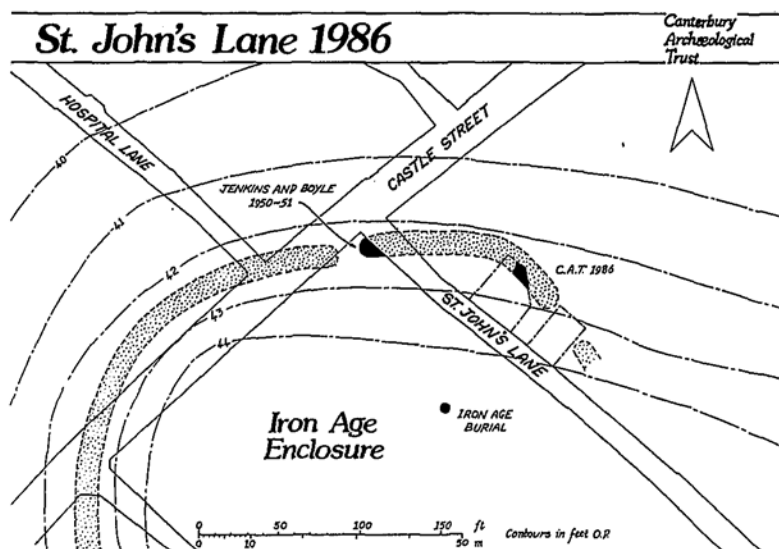 St. John's Lane 1986
Canterbury
Archæological
Trust
HOSPITAL LANE
CASTLE STREET
40
JENKINS AND BOYLE
1950-51
41
42
C.A.T. 1986
43
ST. JOHN'S LANE
44
Iron Age
Enclosure
IRON AGE
BURIAL
0 50 100 150 ft
0 50 m
Contours in feet O.D.